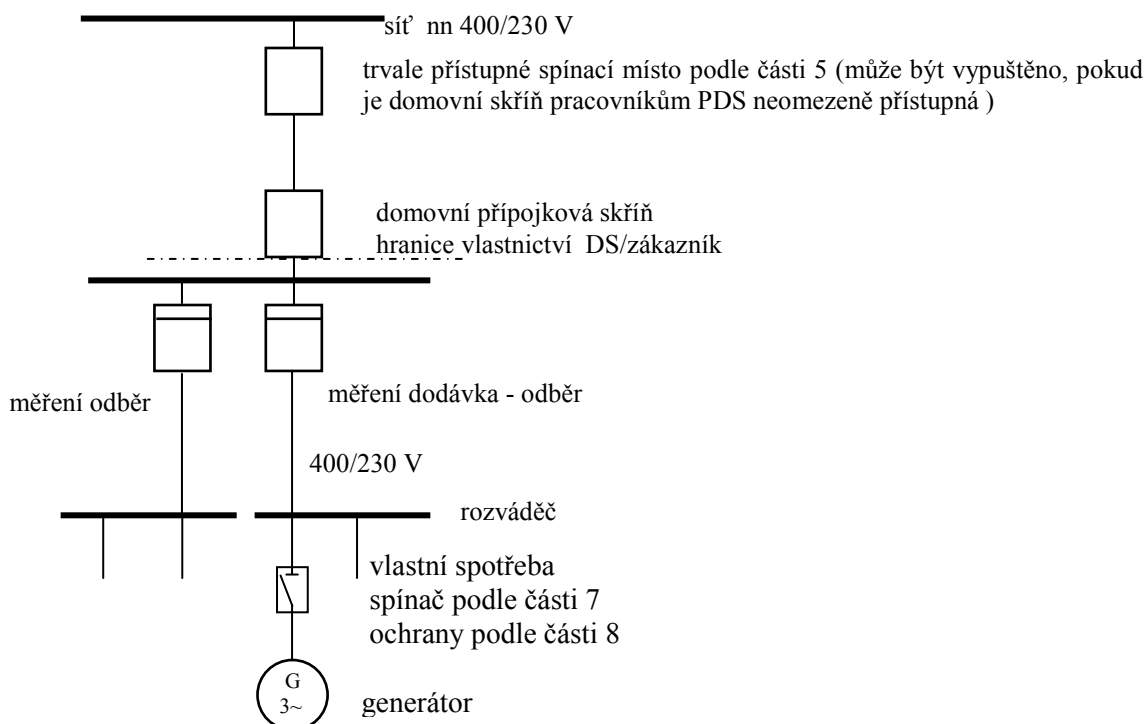 síť nn 400/230 V
trvale přístupné spínací místo podle části 5 (může být vypuštěno, pokud
je domovní skříň pracovníkům PDS neomezeně přístupná )
domovní přípojková skříň
hranice vlastnictví DS/zákazník
měření odběr
měření dodávka - odběr
400/230 V
rozváděč
vlastní spotřeba
spínač podle části 7
ochrany podle části 8
G
3~
generátor